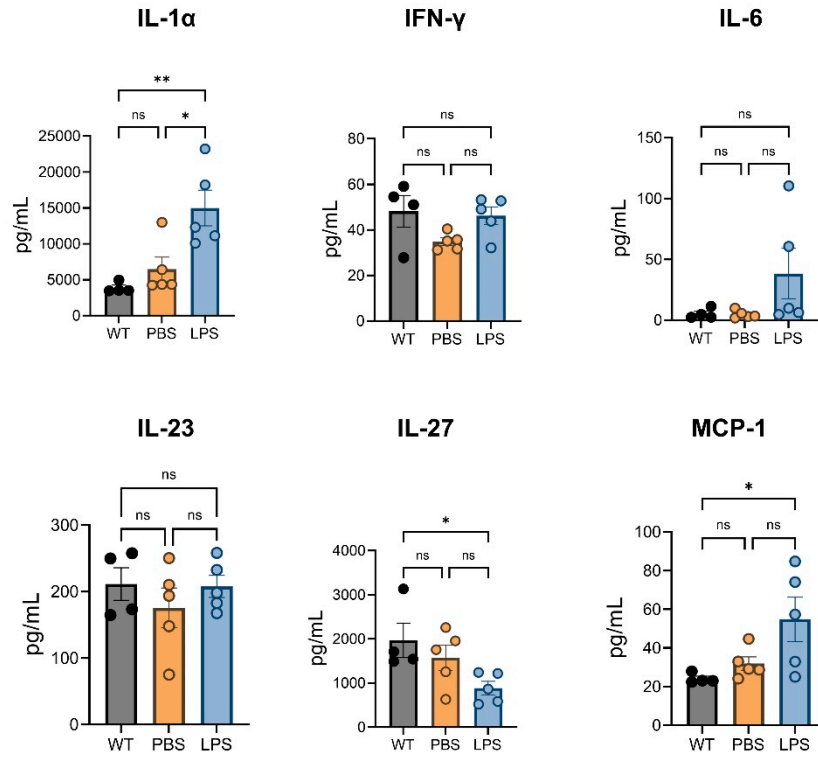 IL-1α
**
ns
*
25000
20000
15000
10000
5000
0
pg/mL
WT PBS LPS
IFN-γ
ns
ns
ns
80
60
40
20
0
pg/mL
WT PBS LPS
IL-6
ns
ns
ns
150
100
50
0
pg/mL
WT PBS LPS
IL-23
ns
ns
ns
300
200
100
0
pg/mL
WT PBS LPS
IL-27
*
ns
ns
4000
3000
2000
1000
0
pg/mL
WT PBS LPS
MCP-1
*
ns
ns
100
80
60
40
20
0
pg/mL
WT PBS LPS